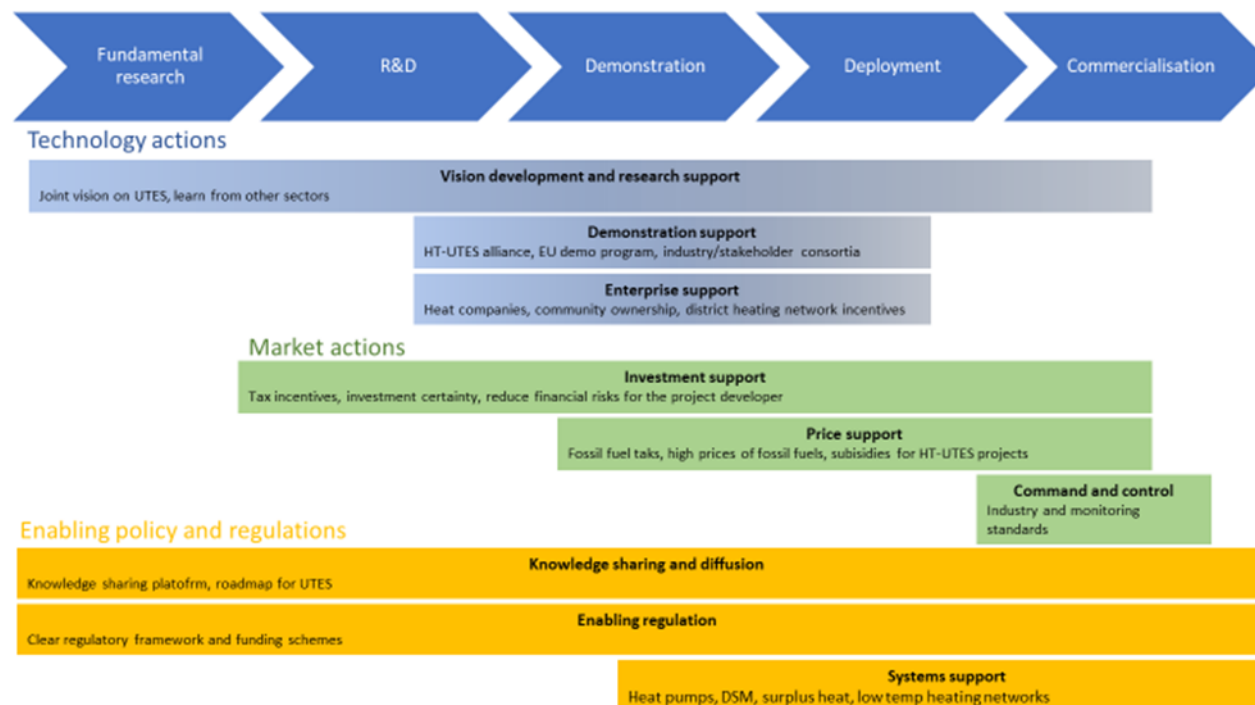 Fundamental
research
R&D
Demonstration
Deployment
Commercialisation
Technology actions
Vision development and research support
Joint vision on UTES, learn from other sectors
Demonstration support
HT-UTES alliance, EU demo program, industry/stakeholder consortia
Enterprise support
Heat companies, community ownership, district heating network incentives
Market actions
Investment support
Tax incentives, investment certainty, reduce financial risks for the project developer
Price support
Fossil fuel taks, high prices of fossil fuels, subisidies for HT-UTES projects
Command and control
Industry and monitoring
standards
Enabling policy and regulations
Knowledge sharing and diffusion
Knowledge sharing platofrm, roadmap for UTES
Enabling regulation
Clear regulatory framework and funding schemes
Systems support
Heat pumps, DSM, surplus heat, low temp heating networks